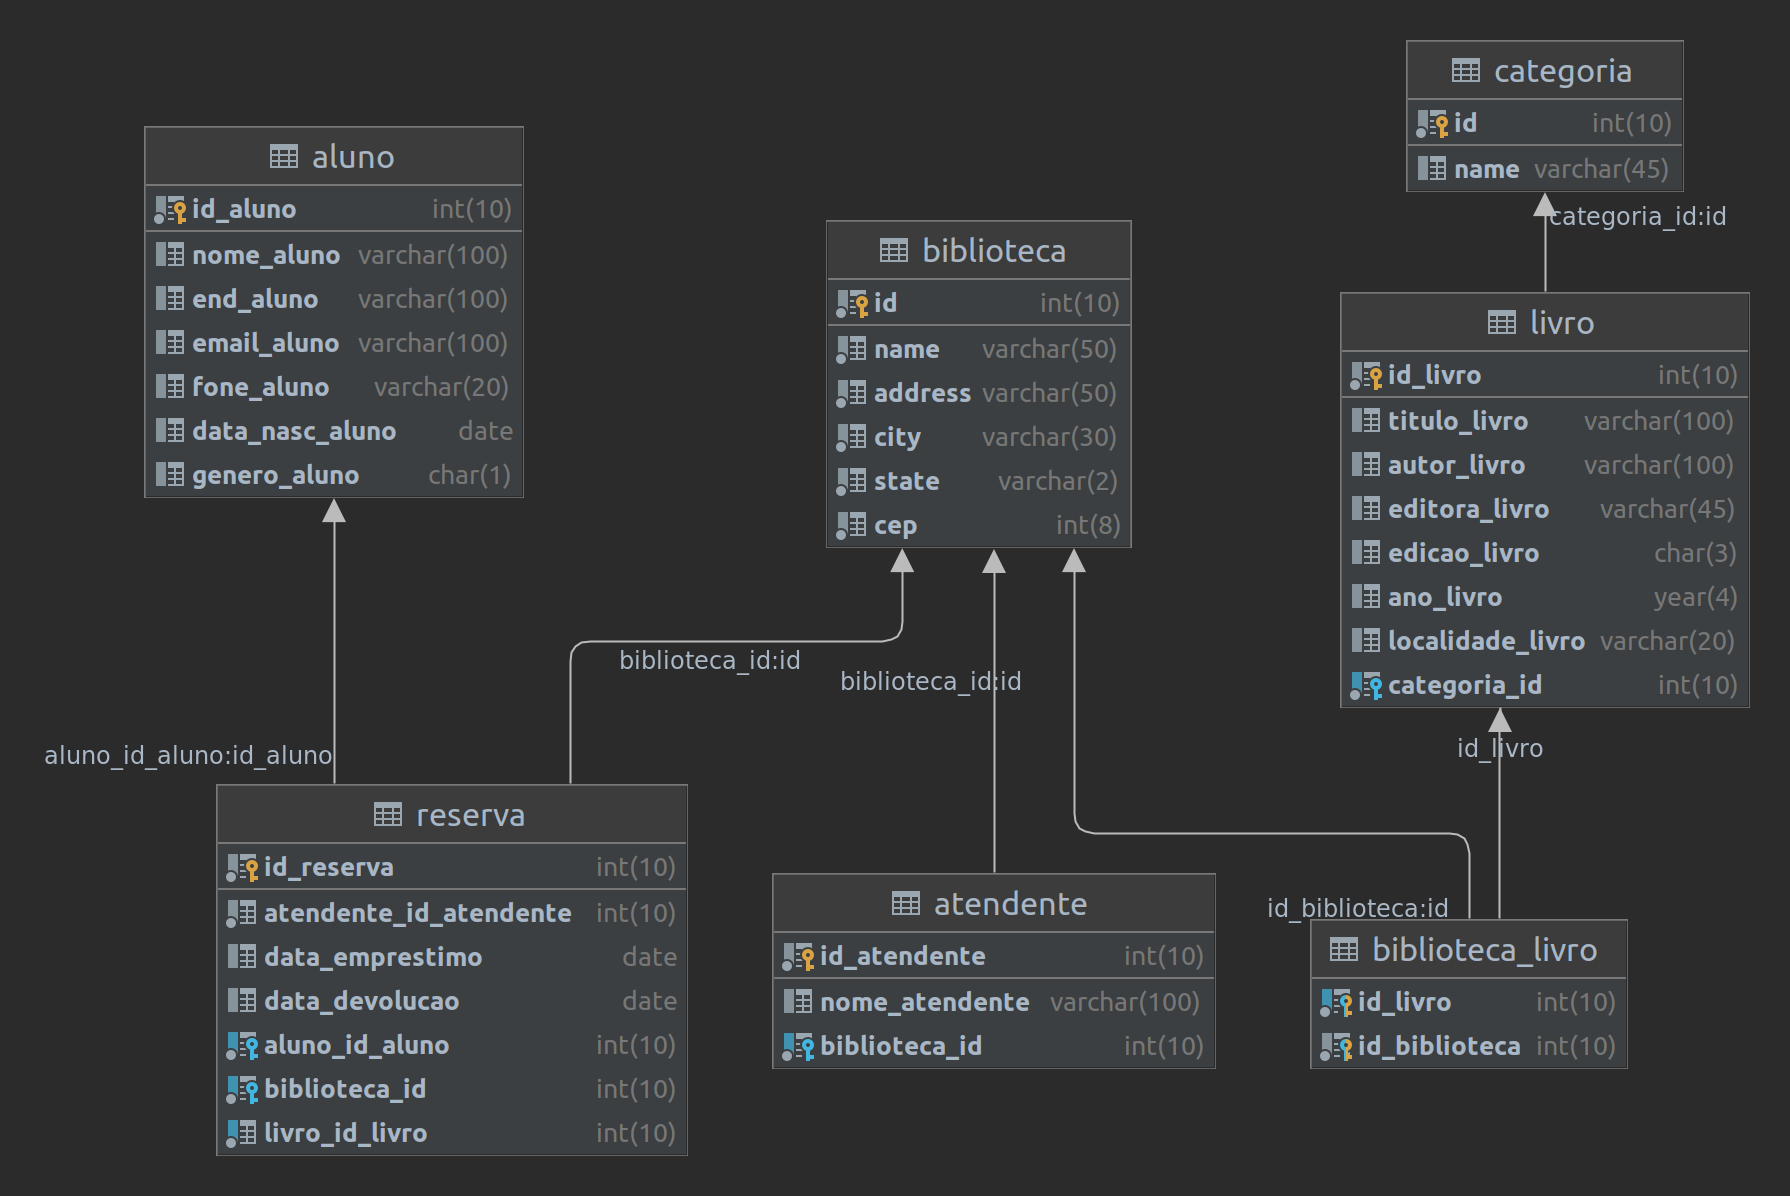 categoria
id int(10)
name varchar(45)
categoria_id:id
aluno
id_aluno int(10)
nome_aluno varchar(100)
end_aluno varchar(100)
email_aluno varchar(100)
fone_aluno varchar(20)
data_nasc_aluno date
genero_aluno char(1)
biblioteca
id int(10)
name varchar(50)
address varchar(50)
city varchar(30)
state varchar(2)
cep int(8)
livro
id_livro int(10)
titulo_livro varchar(100)
autor_livro varchar(100)
editora_livro varchar(45)
edicao_livro char(3)
ano_livro year(4)
localidade_livro varchar(20)
categoria_id int(10)
biblioteca_id:id
biblioteca_id:id
id_livro
aluno_id_aluno:id_aluno
id_biblioteca:id
reserva
id_reserva int(10)
atendente_id_atendente int(10)
data_emprestimo date
data_devolucao date
aluno_id_aluno int(10)
biblioteca_id int(10)
livro_id_livro int(10)
atendente
id_atendente int(10)
nome_atendente varchar(100)
biblioteca_id int(10)
biblioteca_livro
id_livro int(10)
id_biblioteca int(10)